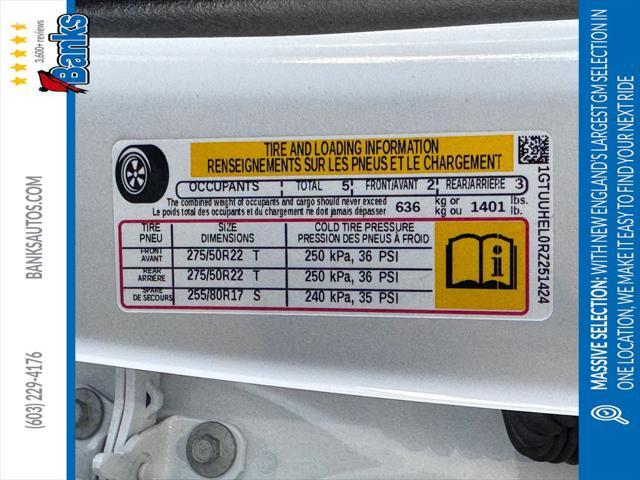 3,600+ reviews
Banks
BANKSAUTOS.COM
(603) 229-4176
TIRE AND LOADING INFORMATION
RENSEIGNEMENTS SUR LES PNEUS ET LE CHARGEMENT
OCCUPANTS TOTAL 5 FRONT/AVANT 2 REAR/ARRIÈRE 3
The combined weight of occupants and cargo should never exceed
Le poids total des occupants et du chargement ne doit jamais dépasser
636 kg or 1401 lbs.
kg ou lb.
TIRE SIZE COLD TIRE PRESSURE
PNEU DIMENSIONS PRESSION DES PNEUS À FROID
FRONT
AVANT 275/50R22 T 250 kPa, 36 PSI
REAR
ARRIÈRE 275/50R22 T 250 kPa, 36 PSI
SPARE
DE SECOURS 255/80R17 S 240 kPa, 35 PSI
1GTUUHEL0RZ251424
MASSIVE SELECTION: WITH NEW ENGLAND'S LARGEST GM SELECTION IN
ONE LOCATION, WE MAKE IT EASY TO FIND YOUR NEXT RIDE